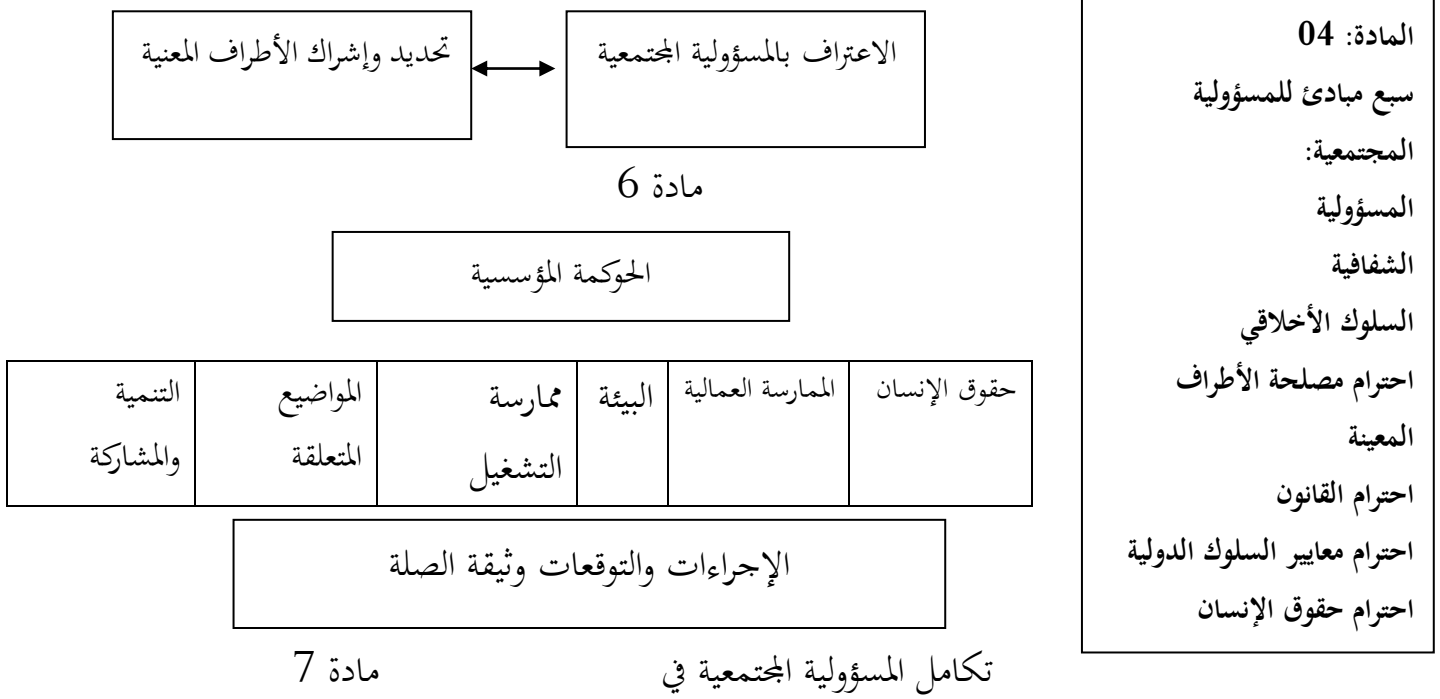 المادة: 04
سبع مبادئ للمسؤولية
المجتمعية:
المسؤولية
الشفافية
السلوك الأخلاقي
احترام مصلحة الأطراف
المعينة
احترام القانون
احترام معايير السلوك الدولية
احترام حقوق الإنسان
الاعتراف بالمسؤولية المجتمعية
تحديد وإشراك الأطراف المعنية
مادة 6
الحوكمة المؤسسية
حقوق الإنسان
الممارسة العمالية
البيئة
ممارسة
التشغيل
المواضيع
المتعلقة
التنمية
والمشاركة
الإجراءات والتوقعات وثيقة الصلة
تكامل المسؤولية المجتمعية في مادة 7